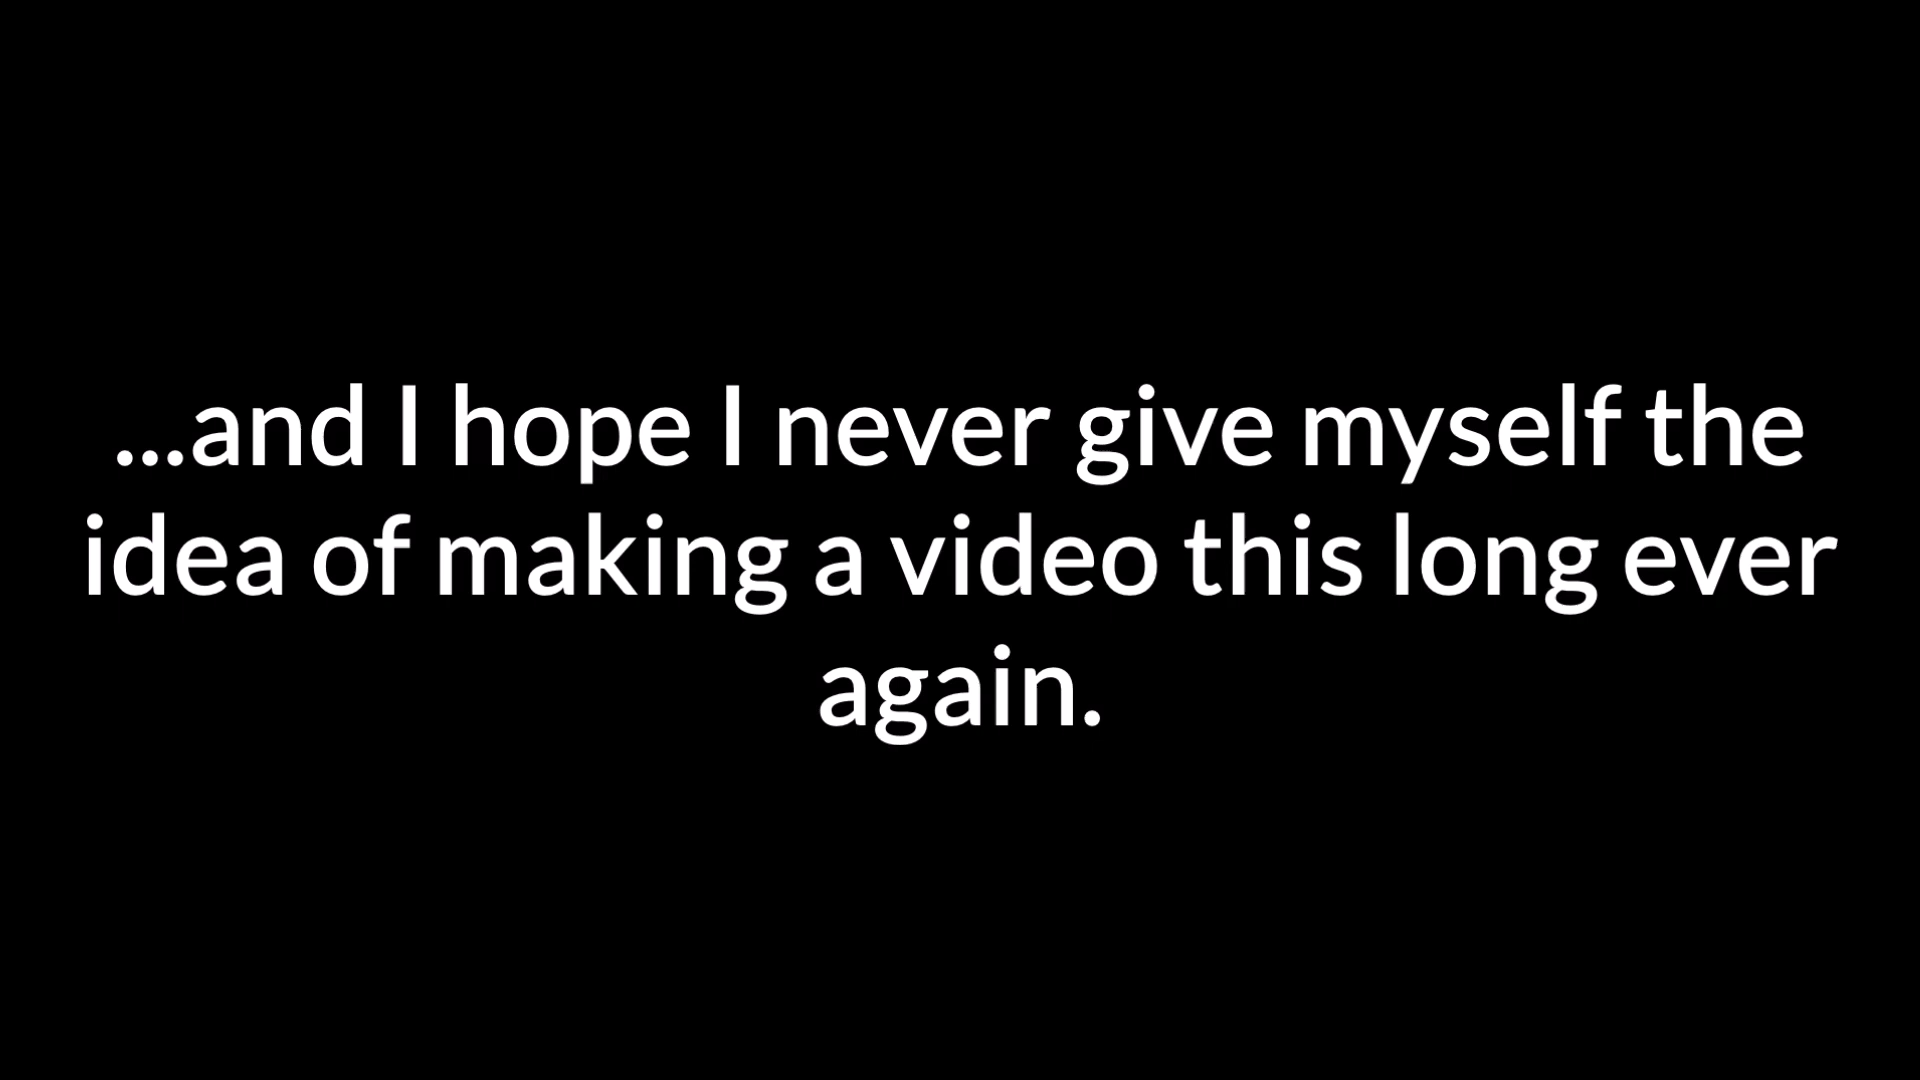 ...and I hope I never give myself the
idea of making a video this long ever
again.